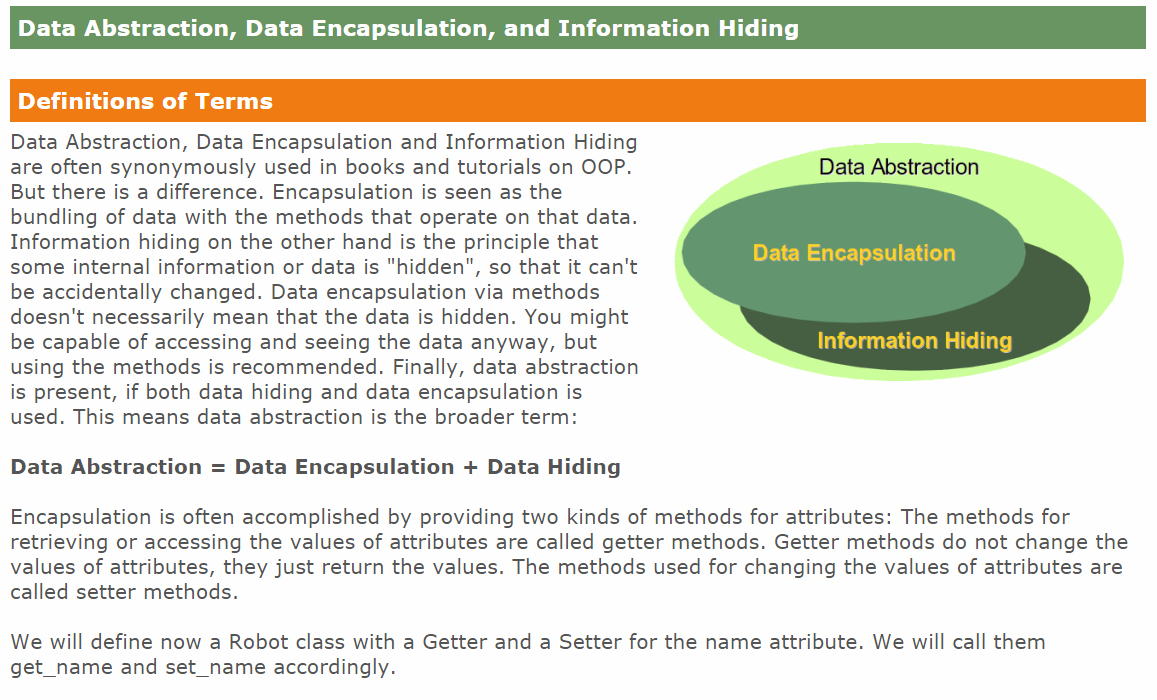 Data Abstraction, Data Encapsulation, and Information Hiding
Definitions of Terms
Data Abstraction, Data Encapsulation and Information Hiding
are often synonymously used in books and tutorials on OOP.
But there is a difference. Encapsulation is seen as the
bundling of data with the methods that operate on that data.
Information hiding on the other hand is the principle that
some internal information or data is "hidden", so that it can't
be accidentally changed. Data encapsulation via methods
doesn't necessarily mean that the data is hidden. You might
be capable of accessing and seeing the data anyway, but
using the methods is recommended. Finally, data abstraction
is present, if both data hiding and data encapsulation is
used. This means data abstraction is the broader term:
Data Abstraction
Data Encapsulation
Information Hiding
Data Abstraction = Data Encapsulation + Data Hiding
Encapsulation is often accomplished by providing two kinds of methods for attributes: The methods for
retrieving or accessing the values of attributes are called getter methods. Getter methods do not change the
values of attributes, they just return the values. The methods used for changing the values of attributes are
called setter methods.
We will define now a Robot class with a Getter and a Setter for the name attribute. We will call them
get_name and set_name accordingly.